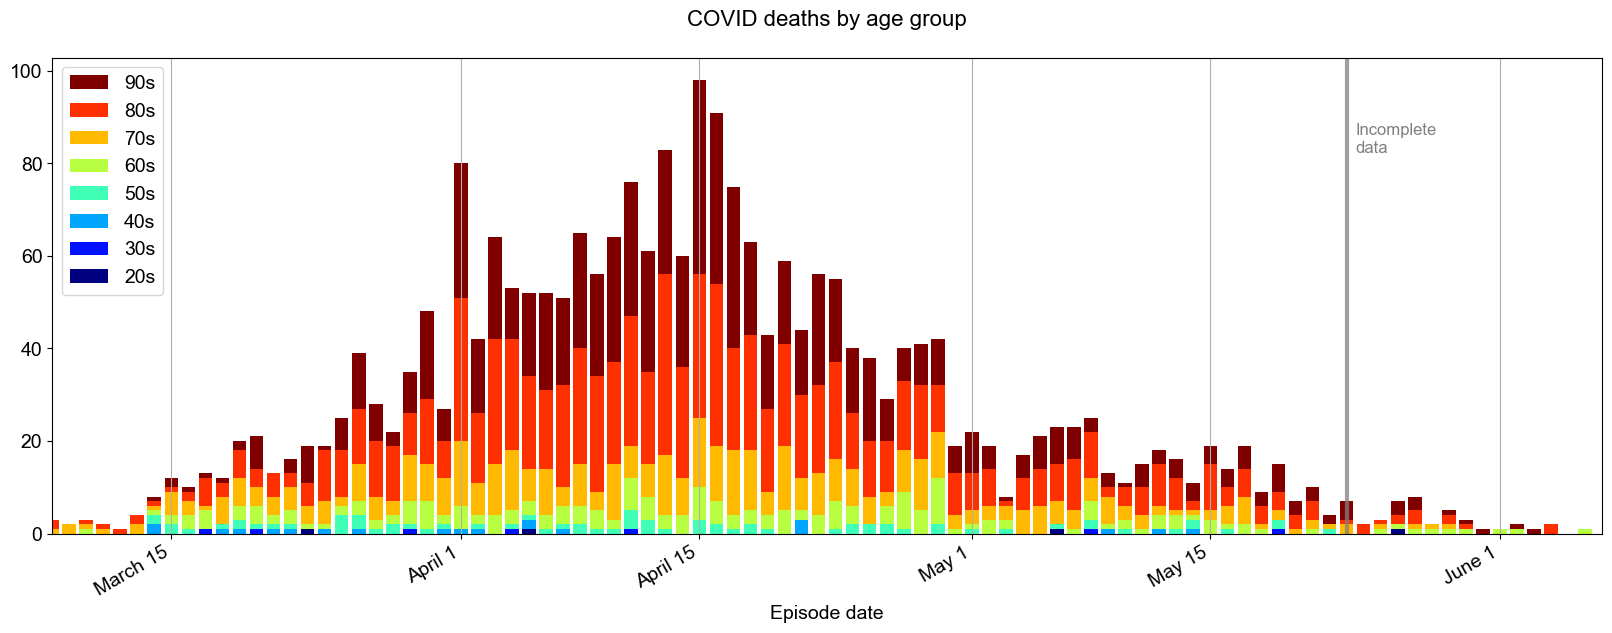 COVID deaths by age group
100
80
60
40
20
0
90s
80s
70s
60s
50s
40s
30s
20s
Incomplete
data
March 15
April 1
April 15
May 1
May 15
June 1
Episode date